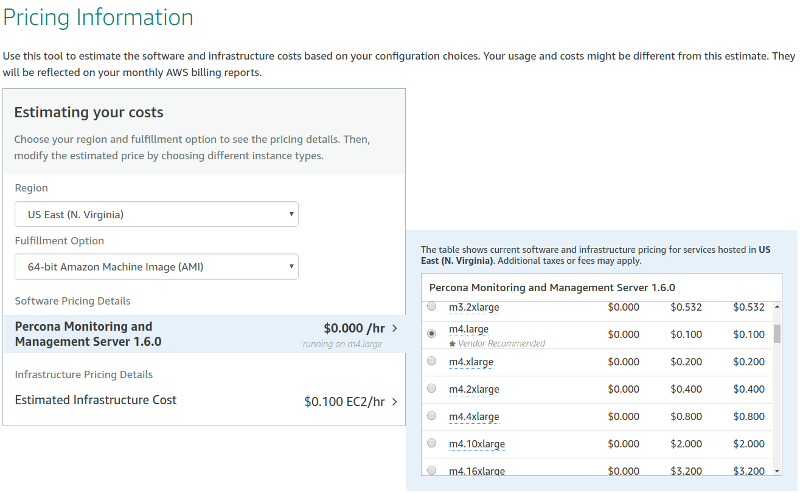 Pricing Information
Use this tool to estimate the software and infrastructure costs based on your configuration choices. Your usage and costs might be different from this estimate. They
will be reflected on your monthly AWS billing reports.
Estimating your costs
Choose your region and fulfillment option to see the pricing details. Then,
modify the estimated price by choosing different instance types.
Region
US East (N. Virginia)
Fulfillment Option
64-bit Amazon Machine Image (AMI)
Software Pricing Details
Percona Monitoring and $0.000 /hr >
Management Server 1.6.0 running on m4.large
Infrastructure Pricing Details
Estimated Infrastructure Cost $0.100 EC2/hr >
The table shows current software and infrastructure pricing for services hosted in US
East (N. Virginia). Additional taxes or fees may apply.
Percona Monitoring and Management Server 1.6.0
m3.2xlarge $0.000 $0.532 $0.532
m4.large $0.000 $0.100 $0.100
★ Vendor Recommended
m4.xlarge $0.000 $0.200 $0.200
m4.2xlarge $0.000 $0.400 $0.400
m4.4xlarge $0.000 $0.800 $0.800
m4.10xlarge $0.000 $2.000 $2.000
m4.16xlarge $0.000 $3.200 $3.200